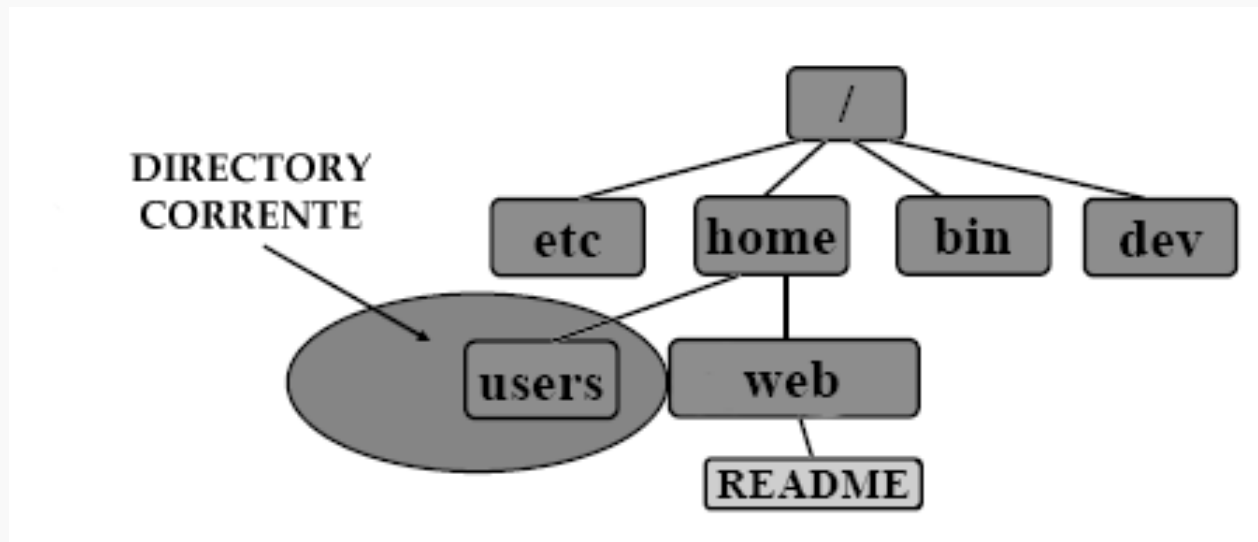 /
DIRECTORY
CORRENTE
etc home bin dev
users web
README